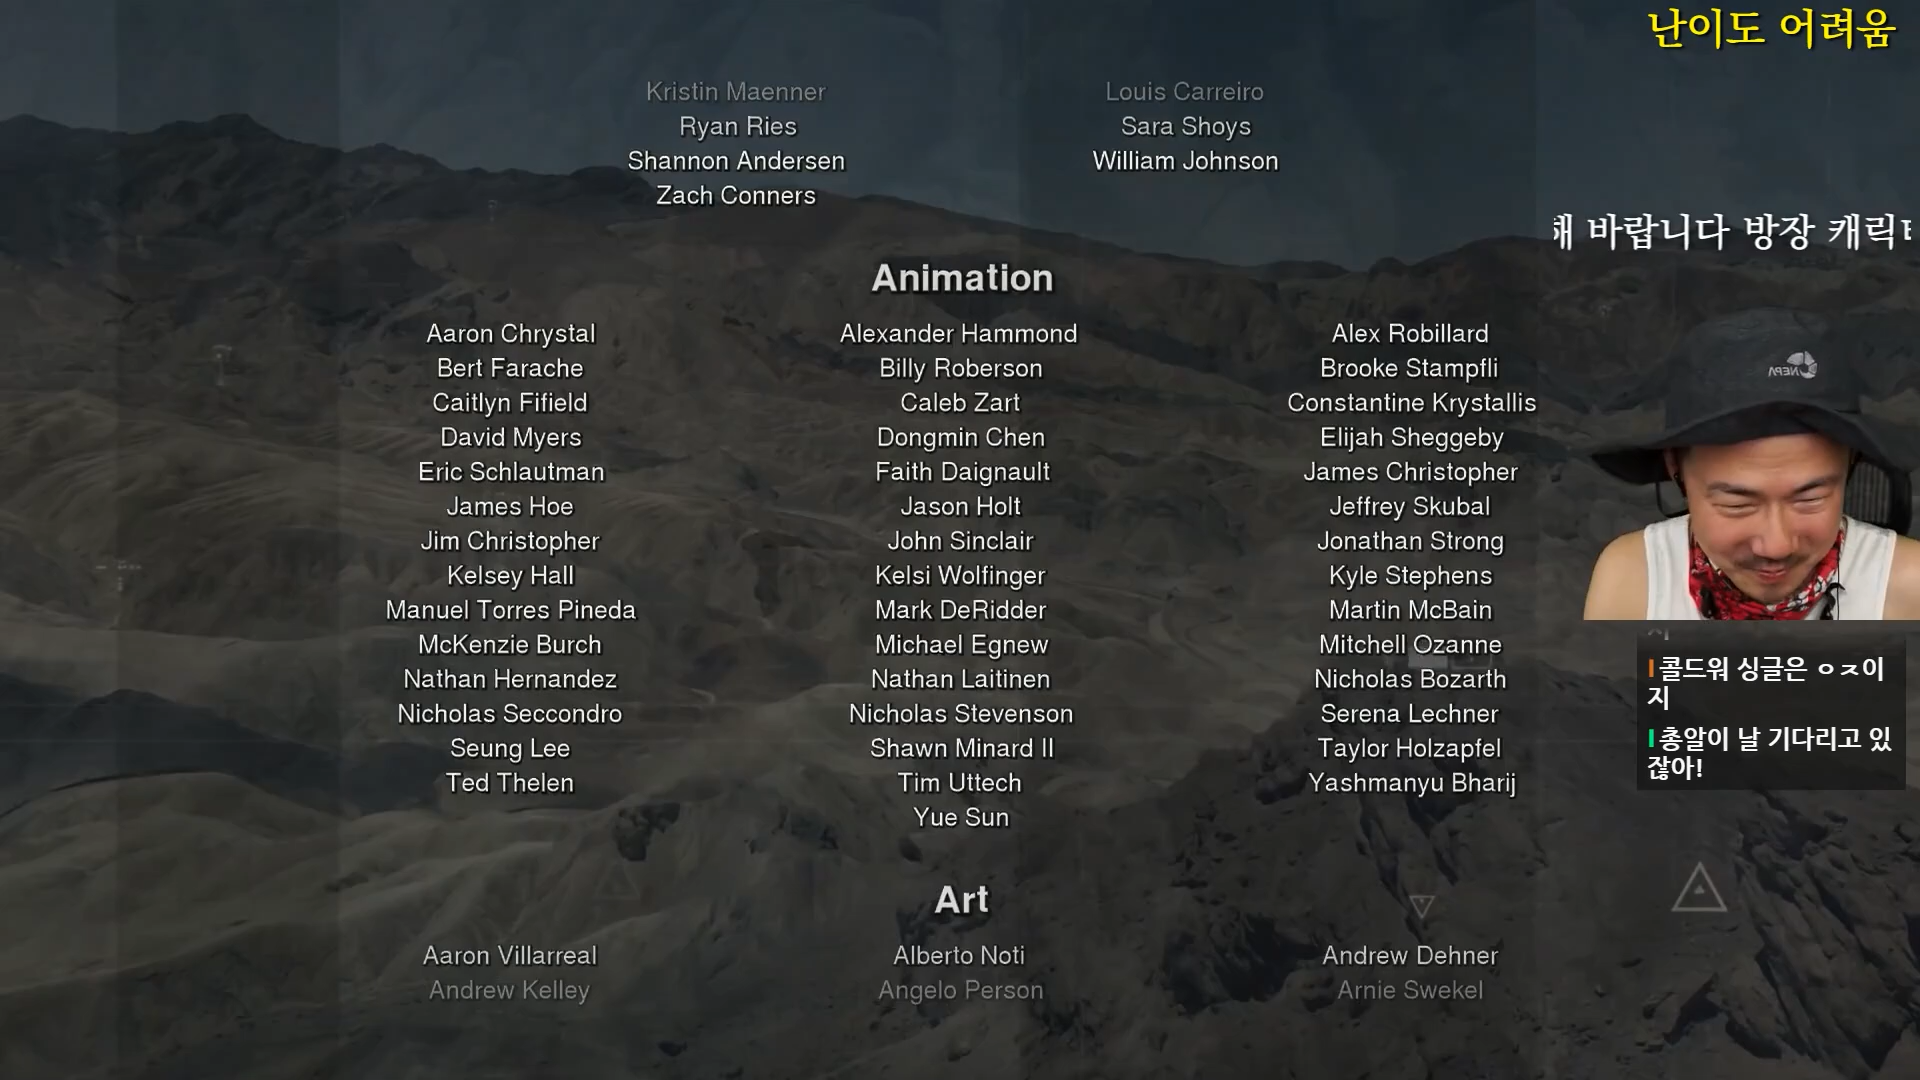 난이도 어려움
Kristin Maenner Louis Carreiro
Ryan Ries Sara Shoys
Shannon Andersen William Johnson
Zach Conners
바랍니다 방장
Animation
Aaron Chrystal Alexander Hammond Alex Robillard
Bert Farache Billy Roberson Brooke Stampfli
Caitlyn Fifield Caleb Zart Constantine Krystallis
David Myers Dongmin Chen Elijah Sheggeby
Eric Schlautman Faith Daignault James Christopher
James Hoe Jason Holt Jeffrey Skubal
Jim Christopher John Sinclair Jonathan Strong
Kelsey Hall Kelsi Wolfinger Kyle Stephens
Manuel Torres Pineda Mark DeRidder Martin McBain
McKenzie Burch Michael Egnew Mitchell Ozanne
Nathan Hernandez Nathan Laitinen Nicholas Bozarth
Nicholas Seccondro Nicholas Stevenson Serena Lechner
Seung Lee Shawn Minard II Taylor Holzapfel
Ted Thelen Tim Uttech Yashmanyu Bharij
Yue Sun
Art
Aaron Villarreal Alberto Noti Andrew Dehner
Andrew Kelley Angelo Person Arnie Swekel
NEPA
콜드워 싱글은 ㅇㅈ이
지
총알이 날 기다리고 있
잖아!